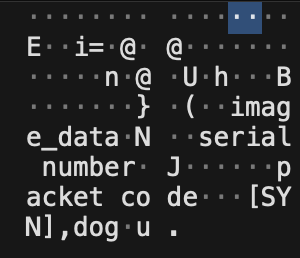 ········ ······
E··i=·@· @·······
·····n·@ ·U·h···B
·······} ·(··imag
e_data·N ··serial
·number· J·····p
acket co de···[SY
N],dog·u .